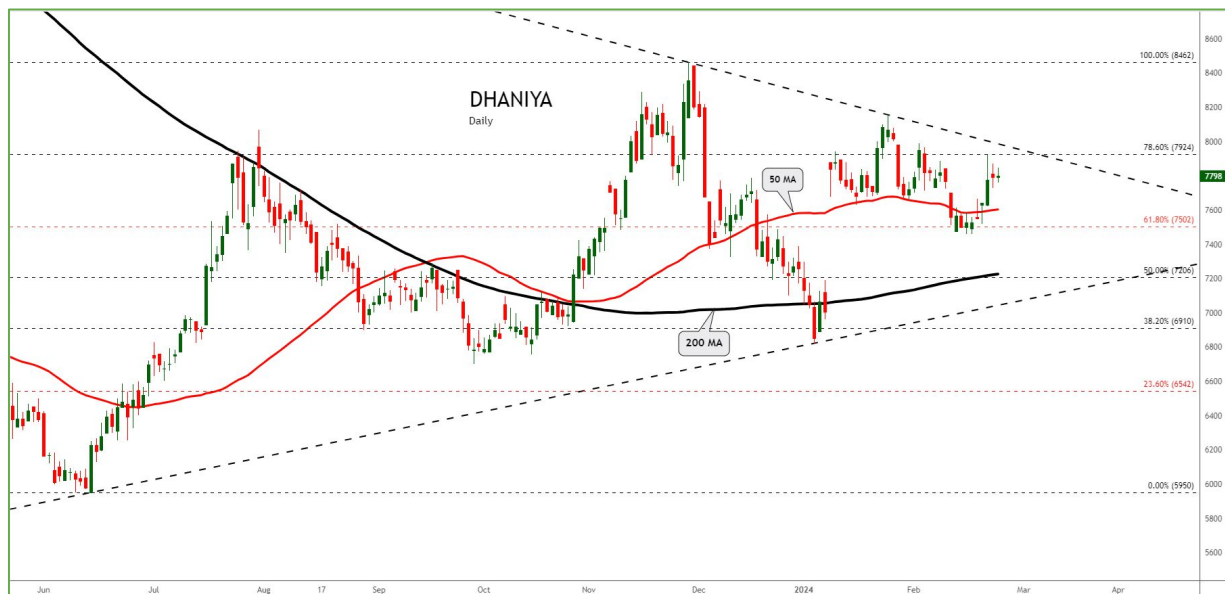 DHANIYA
Daily
50 MA
200 MA
100.00% (8462)
78.60% (7924)
61.80% (7502)
50.00% (7206)
38.20% (6910)
23.60% (6542)
0.00% (5950)
8600
8400
8200
8000
7798
7600
7400
7200
7000
6800
6600
6400
6200
6000
5800
5600
Jun
Jul
Aug
17
Sep
Oct
Nov
Dec
2024
Feb
Mar
Apr